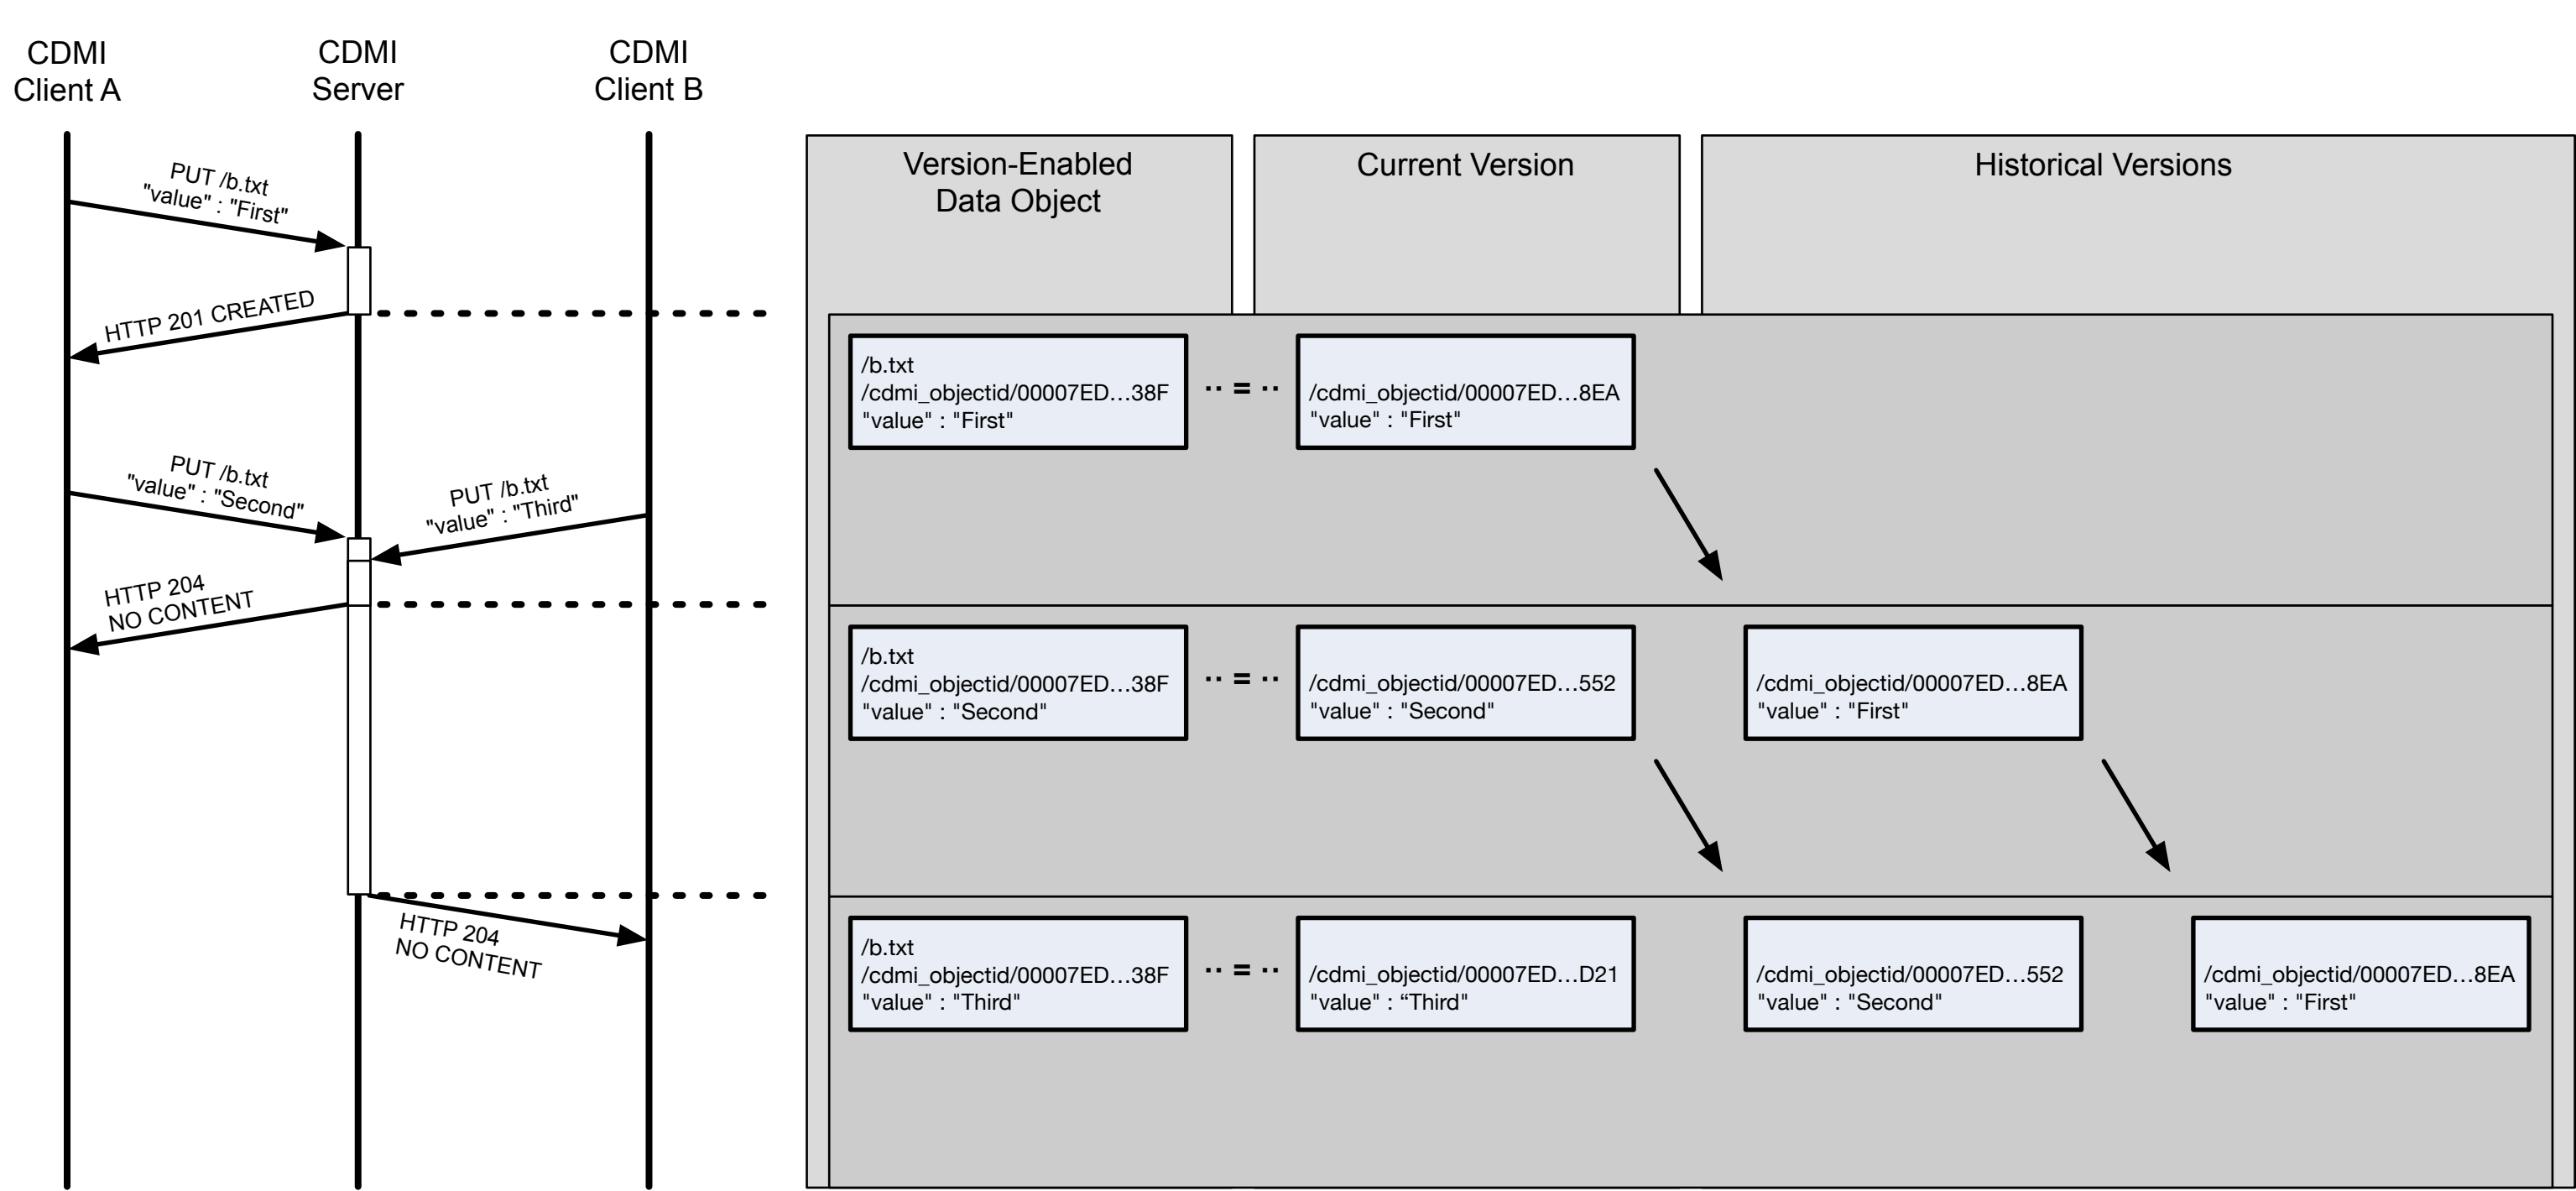 CDMI
Client A
CDMI
Server
CDMI
Client B
PUT /b.txt
"value" : "First"
HTTP 201 CREATED
PUT /b.txt
"value" : "Second"
PUT /b.txt
"value" : "Third"
HTTP 204
NO CONTENT
HTTP 204
NO CONTENT
Version-Enabled
Data Object
Current Version
Historical Versions
/b.txt
/cdmi_objectid/00007ED...38F
"value" : "First"
·· = ··
/cdmi_objectid/00007ED...8EA
"value" : "First"
/b.txt
/cdmi_objectid/00007ED...38F
"value" : "Second"
·· = ··
/cdmi_objectid/00007ED...552
"value" : "Second"
/cdmi_objectid/00007ED...8EA
"value" : "First"
/b.txt
/cdmi_objectid/00007ED...38F
"value" : "Third"
·· = ··
/cdmi_objectid/00007ED...D21
"value" : “Third"
/cdmi_objectid/00007ED...552
"value" : "Second"
/cdmi_objectid/00007ED...8EA
"value" : "First"